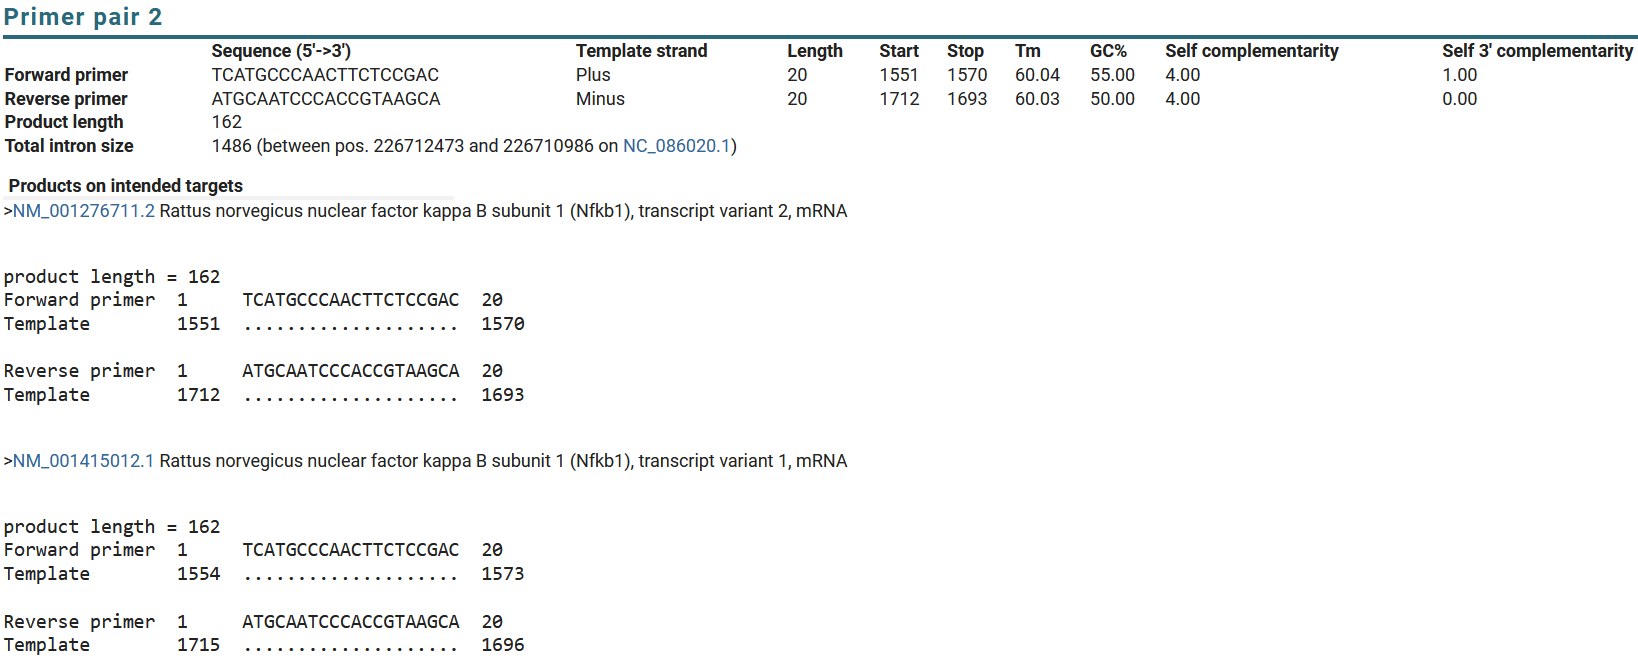 Primer pair 2
Sequence (5'->3') Template strand Length Start Stop Tm GC% Self complementarity Self 3' complementarity
Forward primer TCATGCCCAACTTCTCCGAC Plus 20 1551 1570 60.04 55.00 4.00 1.00
Reverse primer ATGCAATCCCACCGTAAGCA Minus 20 1712 1693 60.03 50.00 4.00 0.00
Product length 162
Total intron size 1486 (between pos. 226712473 and 226710986 on NC_086020.1)
Products on intended targets
>NM_001276711.2 Rattus norvegicus nuclear factor kappa B subunit 1 (Nfkb1), transcript variant 2, mRNA
product length = 162
Forward primer 1 TCATGCCCAACTTCTCCGAC 20
Template 1551 .................... 1570
Reverse primer 1 ATGCAATCCCACCGTAAGCA 20
Template 1712 .................... 1693
>NM_001415012.1 Rattus norvegicus nuclear factor kappa B subunit 1 (Nfkb1), transcript variant 1, mRNA
product length = 162
Forward primer 1 TCATGCCCAACTTCTCCGAC 20
Template 1554 .................... 1573
Reverse primer 1 ATGCAATCCCACCGTAAGCA 20
Template 1715 .................... 1696